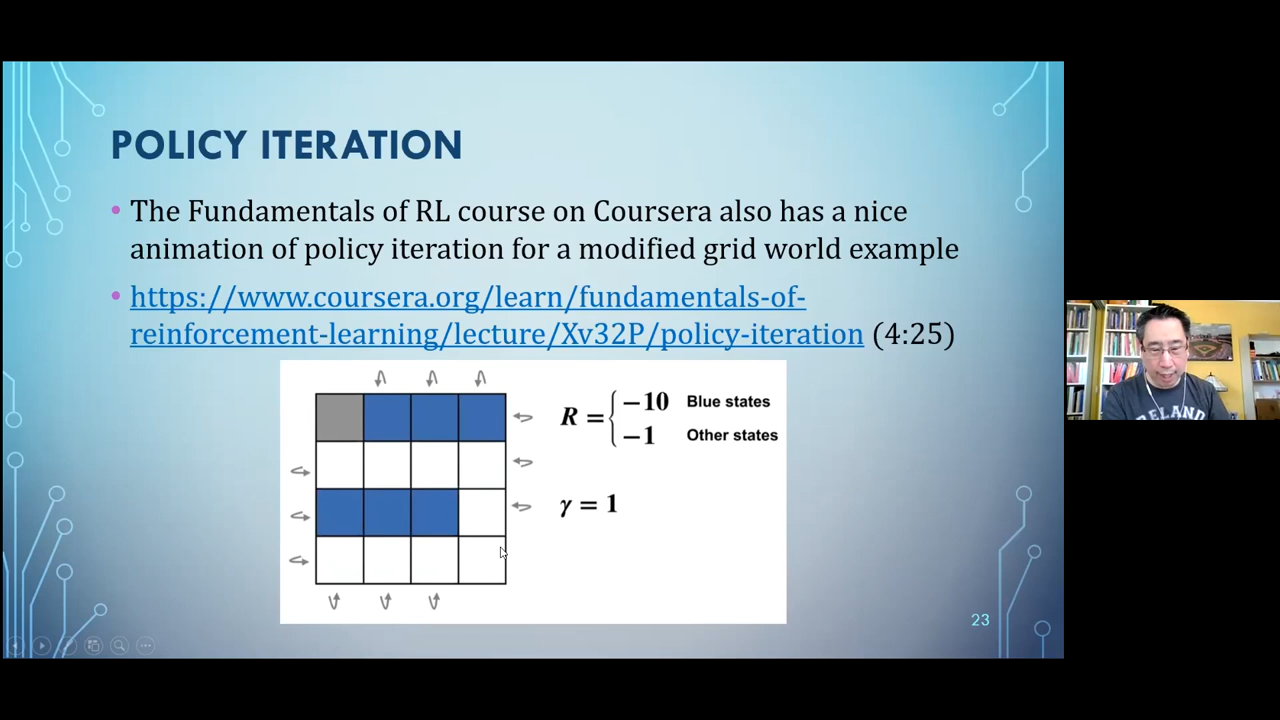 POLICY ITERATION
• The Fundamentals of RL course on Coursera also has a nice
animation of policy iteration for a modified grid world example
• https://www.coursera.org/learn/fundamentals-of-
reinforcement-learning/lecture/Xv32P/policy-iteration (4:25)
R = { −10 Blue states
−1 Other states
γ = 1
23